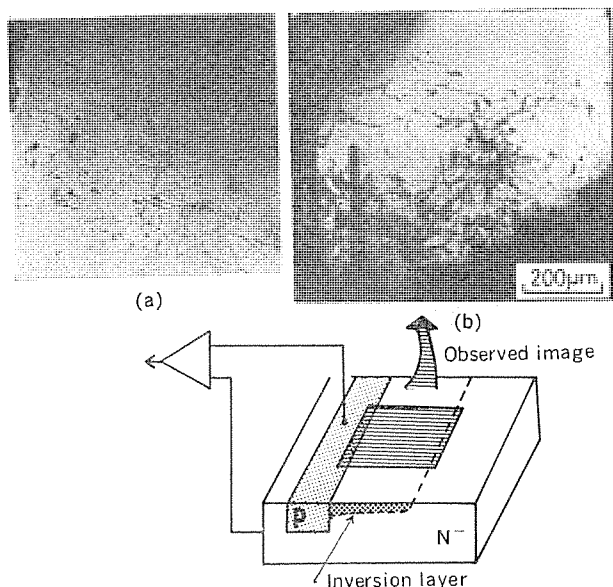 200μm
(a)
(b)
Observed image
P
N⁻
Inversion layer